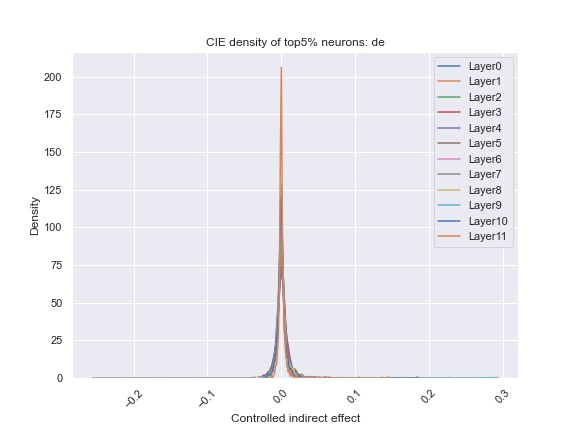 CIE density of top5% neurons: de
Density
200
175
150
125
100
75
50
25
0
−0.2
−0.1
0.0
0.1
0.2
0.3
Controlled indirect effect
Layer0
Layer1
Layer2
Layer3
Layer4
Layer5
Layer6
Layer7
Layer8
Layer9
Layer10
Layer11